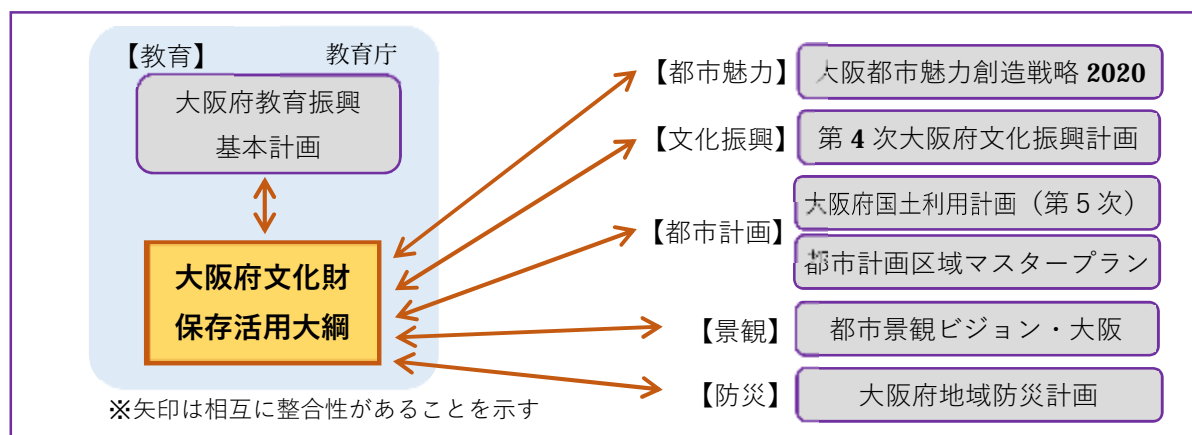 【教育】 教育庁
大阪府教育振興
基本計画
大阪府文化財
保存活用大綱
※矢印は相互に整合性があることを示す
【都市魅力】 大阪都市魅力創造戦略 2020
【文化振興】 第 4 次大阪府文化振興計画
【都市計画】 大阪府国土利用計画（第５次）
都市計画区域マスタープラン
【景観】 都市景観ビジョン・大阪
【防災】 大阪府地域防災計画